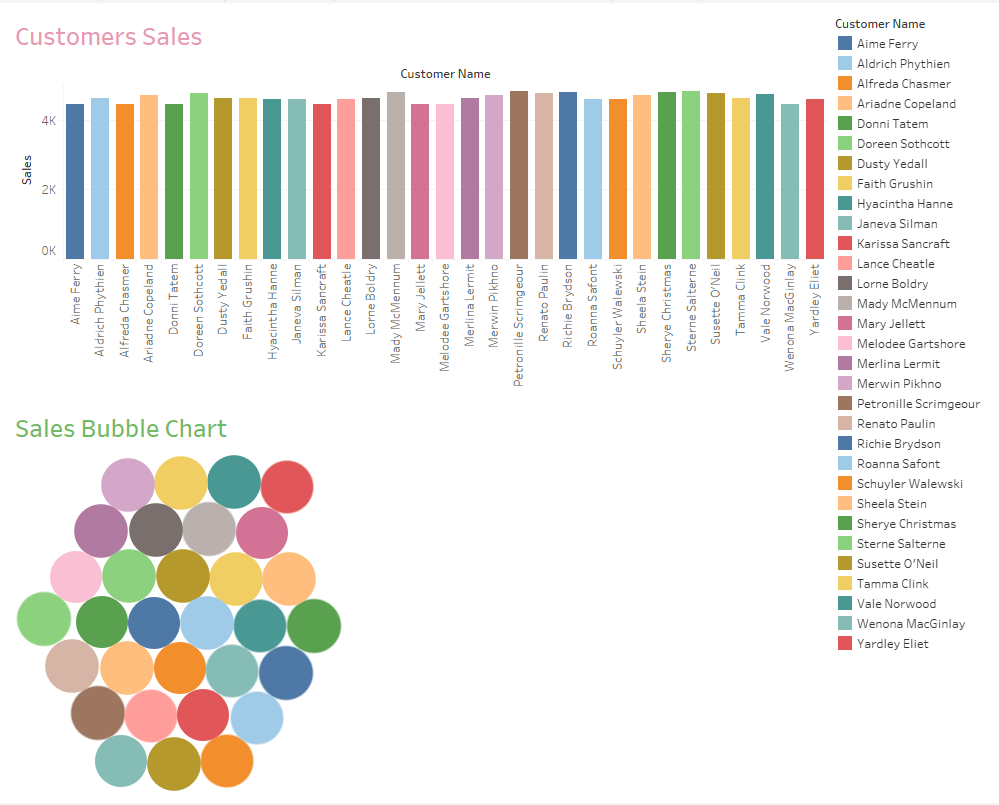 Customers Sales
Customer Name
Sales
4K
2K
0K
Aime Ferry
Aldrich Phythien
Alfreda Chasmer
Ariadne Copeland
Donni Tatem
Doreen Sothcott
Dusty Yedall
Faith Grushin
Hyacintha Hanne
Janeva Silman
Karissa Sancraft
Lance Cheatle
Lorne Boldry
Mady McMennum
Mary Jellett
Melodee Gartshore
Merlina Lermit
Merwin Pikhno
Petronille Scrimgeour
Renato Paulin
Richie Brydson
Roanna Safont
Schuyler Walewski
Sheela Stein
Sherye Christmas
Sterne Salterne
Susette O’Neil
Tamma Clink
Vale Norwood
Wenona MacGinlay
Yardley Eliet
Sales Bubble Chart
Customer Name
Aime Ferry
Aldrich Phythien
Alfreda Chasmer
Ariadne Copeland
Donni Tatem
Doreen Sothcott
Dusty Yedall
Faith Grushin
Hyacintha Hanne
Janeva Silman
Karissa Sancraft
Lance Cheatle
Lorne Boldry
Mady McMennum
Mary Jellett
Melodee Gartshore
Merlina Lermit
Merwin Pikhno
Petronille Scrimgeour
Renato Paulin
Richie Brydson
Roanna Safont
Schuyler Walewski
Sheela Stein
Sherye Christmas
Sterne Salterne
Susette O’Neil
Tamma Clink
Vale Norwood
Wenona MacGinlay
Yardley Eliet